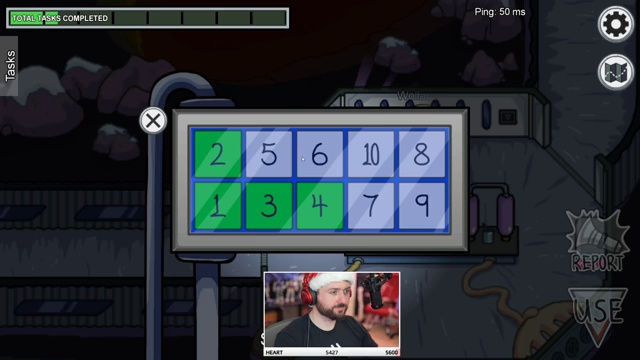 Ping: 50 ms
TOTAL TASKS COMPLETED
Tasks
2 5 6 10 8
1 3 4 7 9
REPORT
USE
HEART 5427 5600